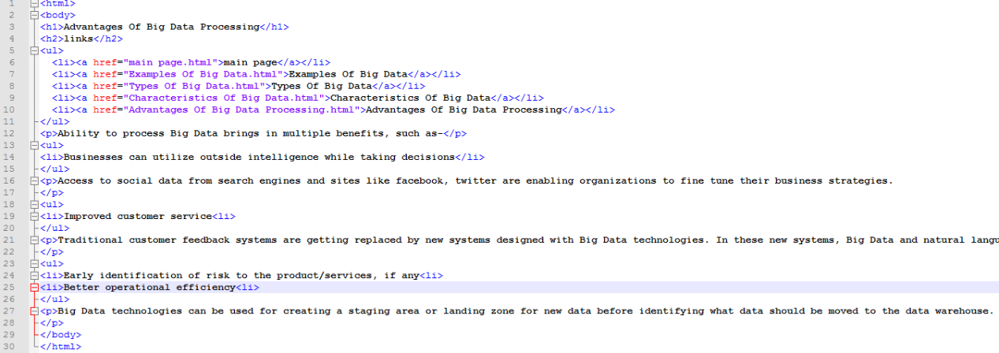 1 <html>
2 <body>
3 <h1>Advantages Of Big Data Processing</h1>
4 <h2>links</h2>
5 <ul>
6 <li><a href="main page.html">main page</a></li>
7 <li><a href="Examples Of Big Data.html">Examples Of Big Data</a></li>
8 <li><a href="Types Of Big Data.html">Types Of Big Data</a></li>
9 <li><a href="Characteristics Of Big Data.html">Characteristics Of Big Data</a></li>
10 <li><a href="Advantages Of Big Data Processing.html">Advantages Of Big Data Processing</a></li>
11 </ul>
12 <p>Ability to process Big Data brings in multiple benefits, such as-</p>
13 <ul>
14 <li>Businesses can utilize outside intelligence while taking decisions</li>
15 </ul>
16 <p>Access to social data from search engines and sites like facebook, twitter are enabling organizations to fine tune their business strategies.
17 </p>
18 <ul>
19 <li>Improved customer service<li>
20 </ul>
21 <p>Traditional customer feedback systems are getting replaced by new systems designed with Big Data technologies. In these new systems, Big Data and natural langu
22 </p>
23 <ul>
24 <li>Early identification of risk to the product/services, if any<li>
25 <li>Better operational efficiency<li>
26 </ul>
27 <p>Big Data technologies can be used for creating a staging area or landing zone for new data before identifying what data should be moved to the data warehouse.
28 </p>
29 </body>
30 </html>